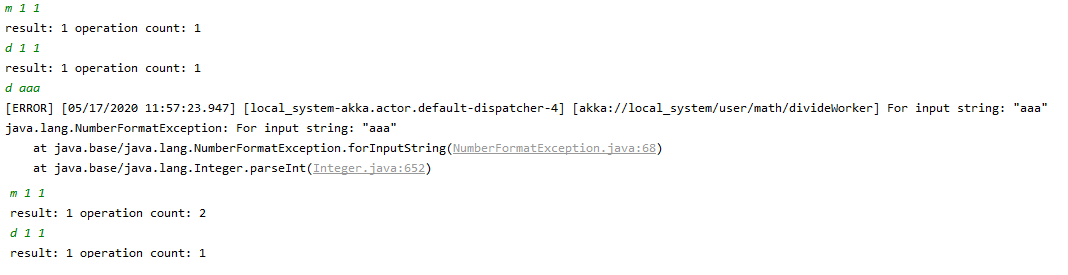 m 1 1
result: 1 operation count: 1
d 1 1
result: 1 operation count: 1
d aaa
[ERROR] [05/17/2020 11:57:23.947] [local_system-akka.actor.default-dispatcher-4] [akka://local_system/user/math/divideWorker] For input string: "aaa"
java.lang.NumberFormatException: For input string: "aaa"
    at java.base/java.lang.NumberFormatException.forInputString(NumberFormatException.java:68)
    at java.base/java.lang.Integer.parseInt(Integer.java:652)
m 1 1
result: 1 operation count: 2
d 1 1
result: 1 operation count: 1